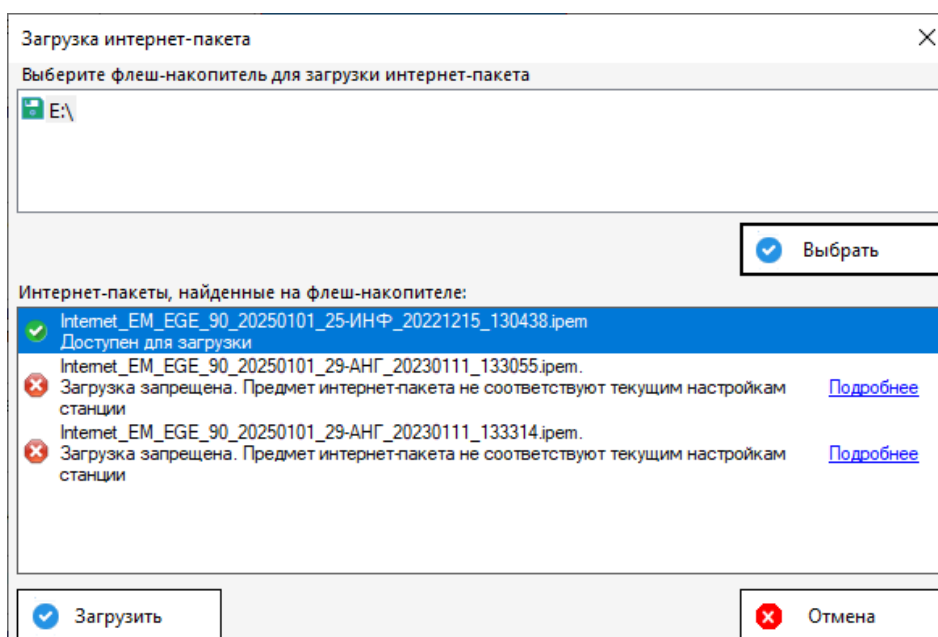 Загрузка интернет-пакета
Выберите флеш-накопитель для загрузки интернет-пакета
E:\
Выбрать
Интернет-пакеты, найденные на флеш-накопителе:
Internet_EM_EGE_90_20250101_25-ИНФ_20221215_130438.ipem
Доступен для загрузки
Internet_EM_EGE_90_20250101_29-АНГ_20230111_133055.ipem.
Загрузка запрещена. Предмет интернет-пакета не соответствуют текущим настройкам
станции
Подробнее
Internet_EM_EGE_90_20250101_29-АНГ_20230111_133314.ipem.
Загрузка запрещена. Предмет интернет-пакета не соответствуют текущим настройкам
станции
Подробнее
Загрузить
Отмена